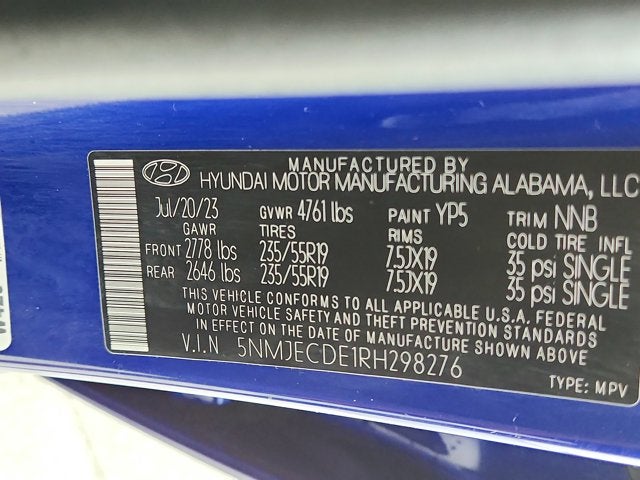 MANUFACTURED BY
HYUNDAI MOTOR MANUFACTURING ALABAMA, LLC
Jul/20/23 GVWR 4761 lbs PAINT YP5 TRIM NNB
GAWR TIRES RIMS COLD TIRE INFL
FRONT 2778 lbs 235/55R19 7.5JX19 35 psi SINGLE
REAR 2646 lbs 235/55R19 7.5JX19 35 psi SINGLE
THIS VEHICLE CONFORMS TO ALL APPLICABLE U.S.A. FEDERAL
MOTOR VEHICLE SAFETY AND THEFT PREVENTION STANDARDS
IN EFFECT ON THE DATE OF MANUFACTURE SHOWN ABOVE
V.I.N 5NMJECDE1RH298276
TYPE: MPV